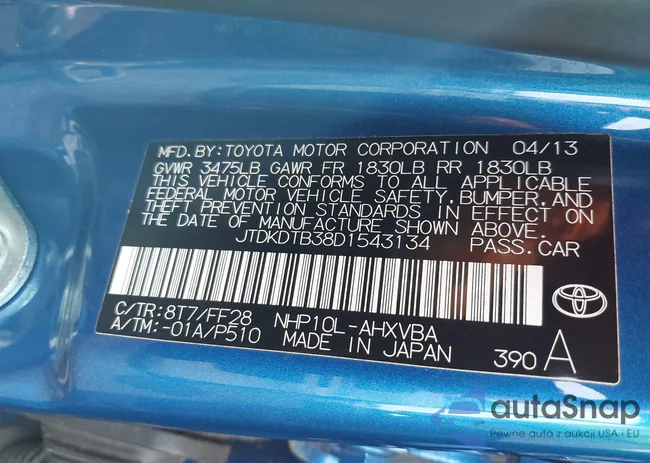 MFD.BY:TOYOTA MOTOR CORPORATION 04/13
GVWR 3475LB GAWR FR 1830LB RR 1830LB
THIS VEHICLE CONFORMS TO ALL APPLICABLE
FEDERAL MOTOR VEHICLE SAFETY,BUMPER,AND
THEFT PREVENTION STANDARDS IN EFFECT ON
THE DATE OF MANUFACTURE SHOWN ABOVE.
JTDKDTB38D1543134 PASS.CAR
C/TR:8T7/FF28 NHP10L-AHXVBA
A/TM:-01A/P510 MADE IN JAPAN 390 A
autaSnap
Pewne auta z aukcji USA i EU